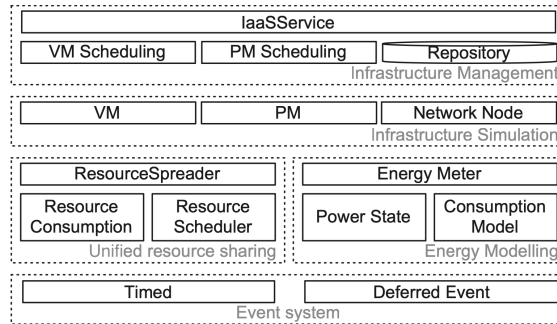 IaaSService
VM Scheduling
PM Scheduling
Repository
Infrastructure Management
VM
PM
Network Node
Infrastructure Simulation
ResourceSpreader
Resource
Consumption
Resource
Scheduler
Unified resource sharing
Energy Meter
Power State
Consumption
Model
Energy Modelling
Timed
Deferred Event
Event system